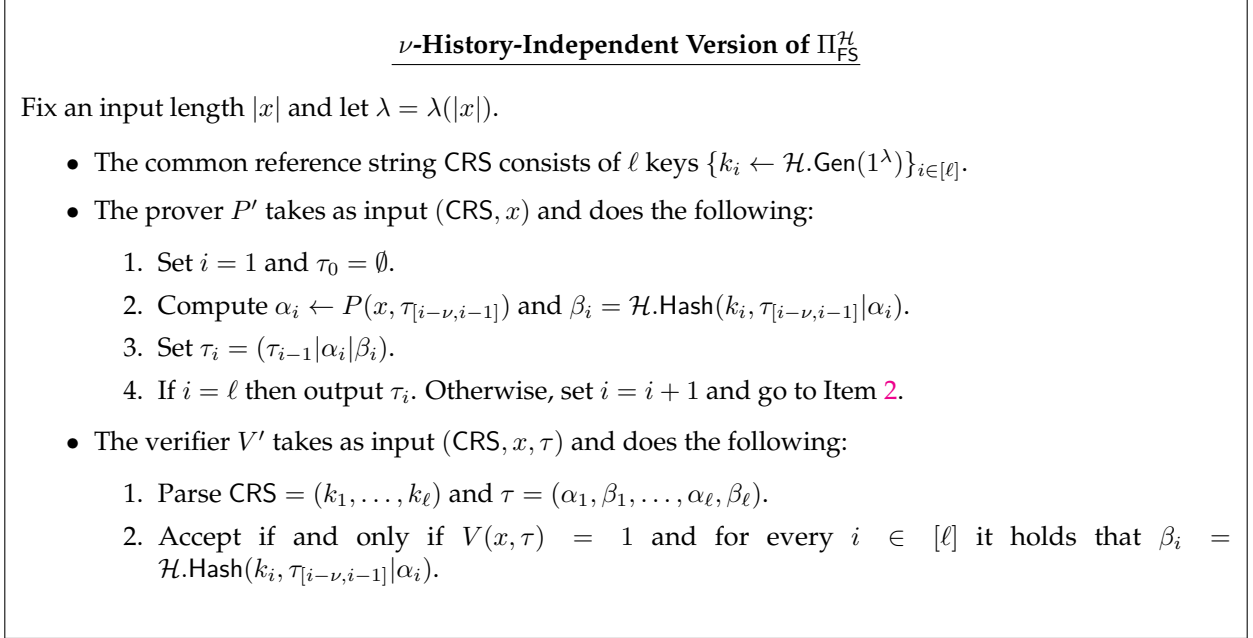 ν-History-Independent Version of Π^ℋ_FS
Fix an input length |x| and let λ = λ(|x|).
• The common reference string CRS consists of ℓ keys {k_i ← ℋ.Gen(1^λ)}_{i∈[ℓ]}.
• The prover P′ takes as input (CRS, x) and does the following:
1. Set i = 1 and τ_0 = ∅.
2. Compute α_i ← P(x, τ_{[i−ν,i−1]}) and β_i = ℋ.Hash(k_i, τ_{[i−ν,i−1]}|α_i).
3. Set τ_i = (τ_{i−1}|α_i|β_i).
4. If i = ℓ then output τ_i. Otherwise, set i = i + 1 and go to Item 2.
• The verifier V′ takes as input (CRS, x, τ) and does the following:
1. Parse CRS = (k_1, . . . , k_ℓ) and τ = (α_1, β_1, . . . , α_ℓ, β_ℓ).
2. Accept if and only if V(x, τ) = 1 and for every i ∈ [ℓ] it holds that β_i =
ℋ.Hash(k_i, τ_{[i−ν,i−1]}|α_i).